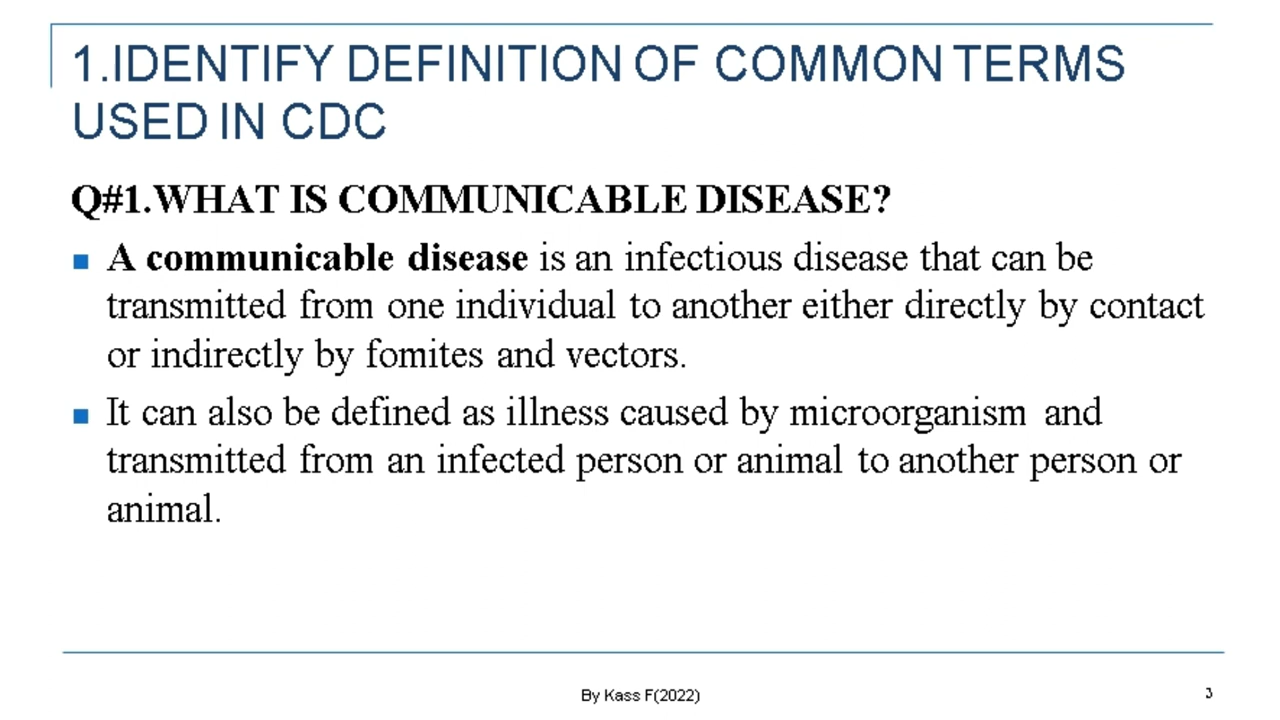 1.IDENTIFY DEFINITION OF COMMON TERMS
USED IN CDC
Q#1.WHAT IS COMMUNICABLE DISEASE?
■ A communicable disease is an infectious disease that can be
transmitted from one individual to another either directly by contact
or indirectly by fomites and vectors.
■ It can also be defined as illness caused by microorganism and
transmitted from an infected person or animal to another person or
animal.
By Kass F(2022)
3